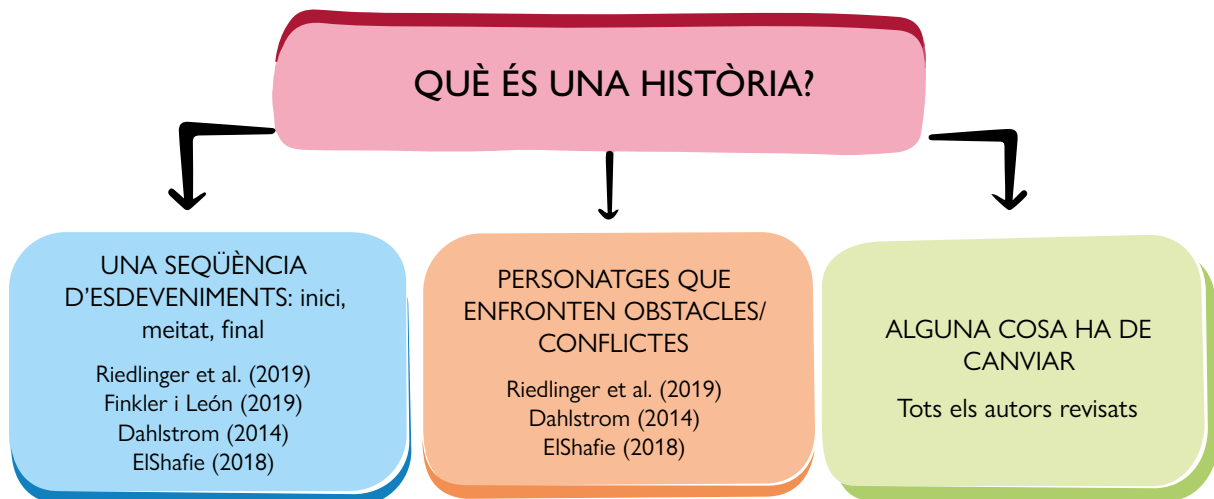 QUÈ ÉS UNA HISTÒRIA?
UNA SEQÜÈNCIA
D'ESDEVENIMENTS: inici,
meitat, final
Riedlinger et al. (2019)
Finkler i León (2019)
Dahlstrom (2014)
ElShafie (2018)
PERSONATGES QUE
ENFRONTEN OBSTACLES/
CONFLICTES
Riedlinger et al. (2019)
Dahlstrom (2014)
ElShafie (2018)
ALGUNA COSA HA DE
CANVIAR
Tots els autors revisats